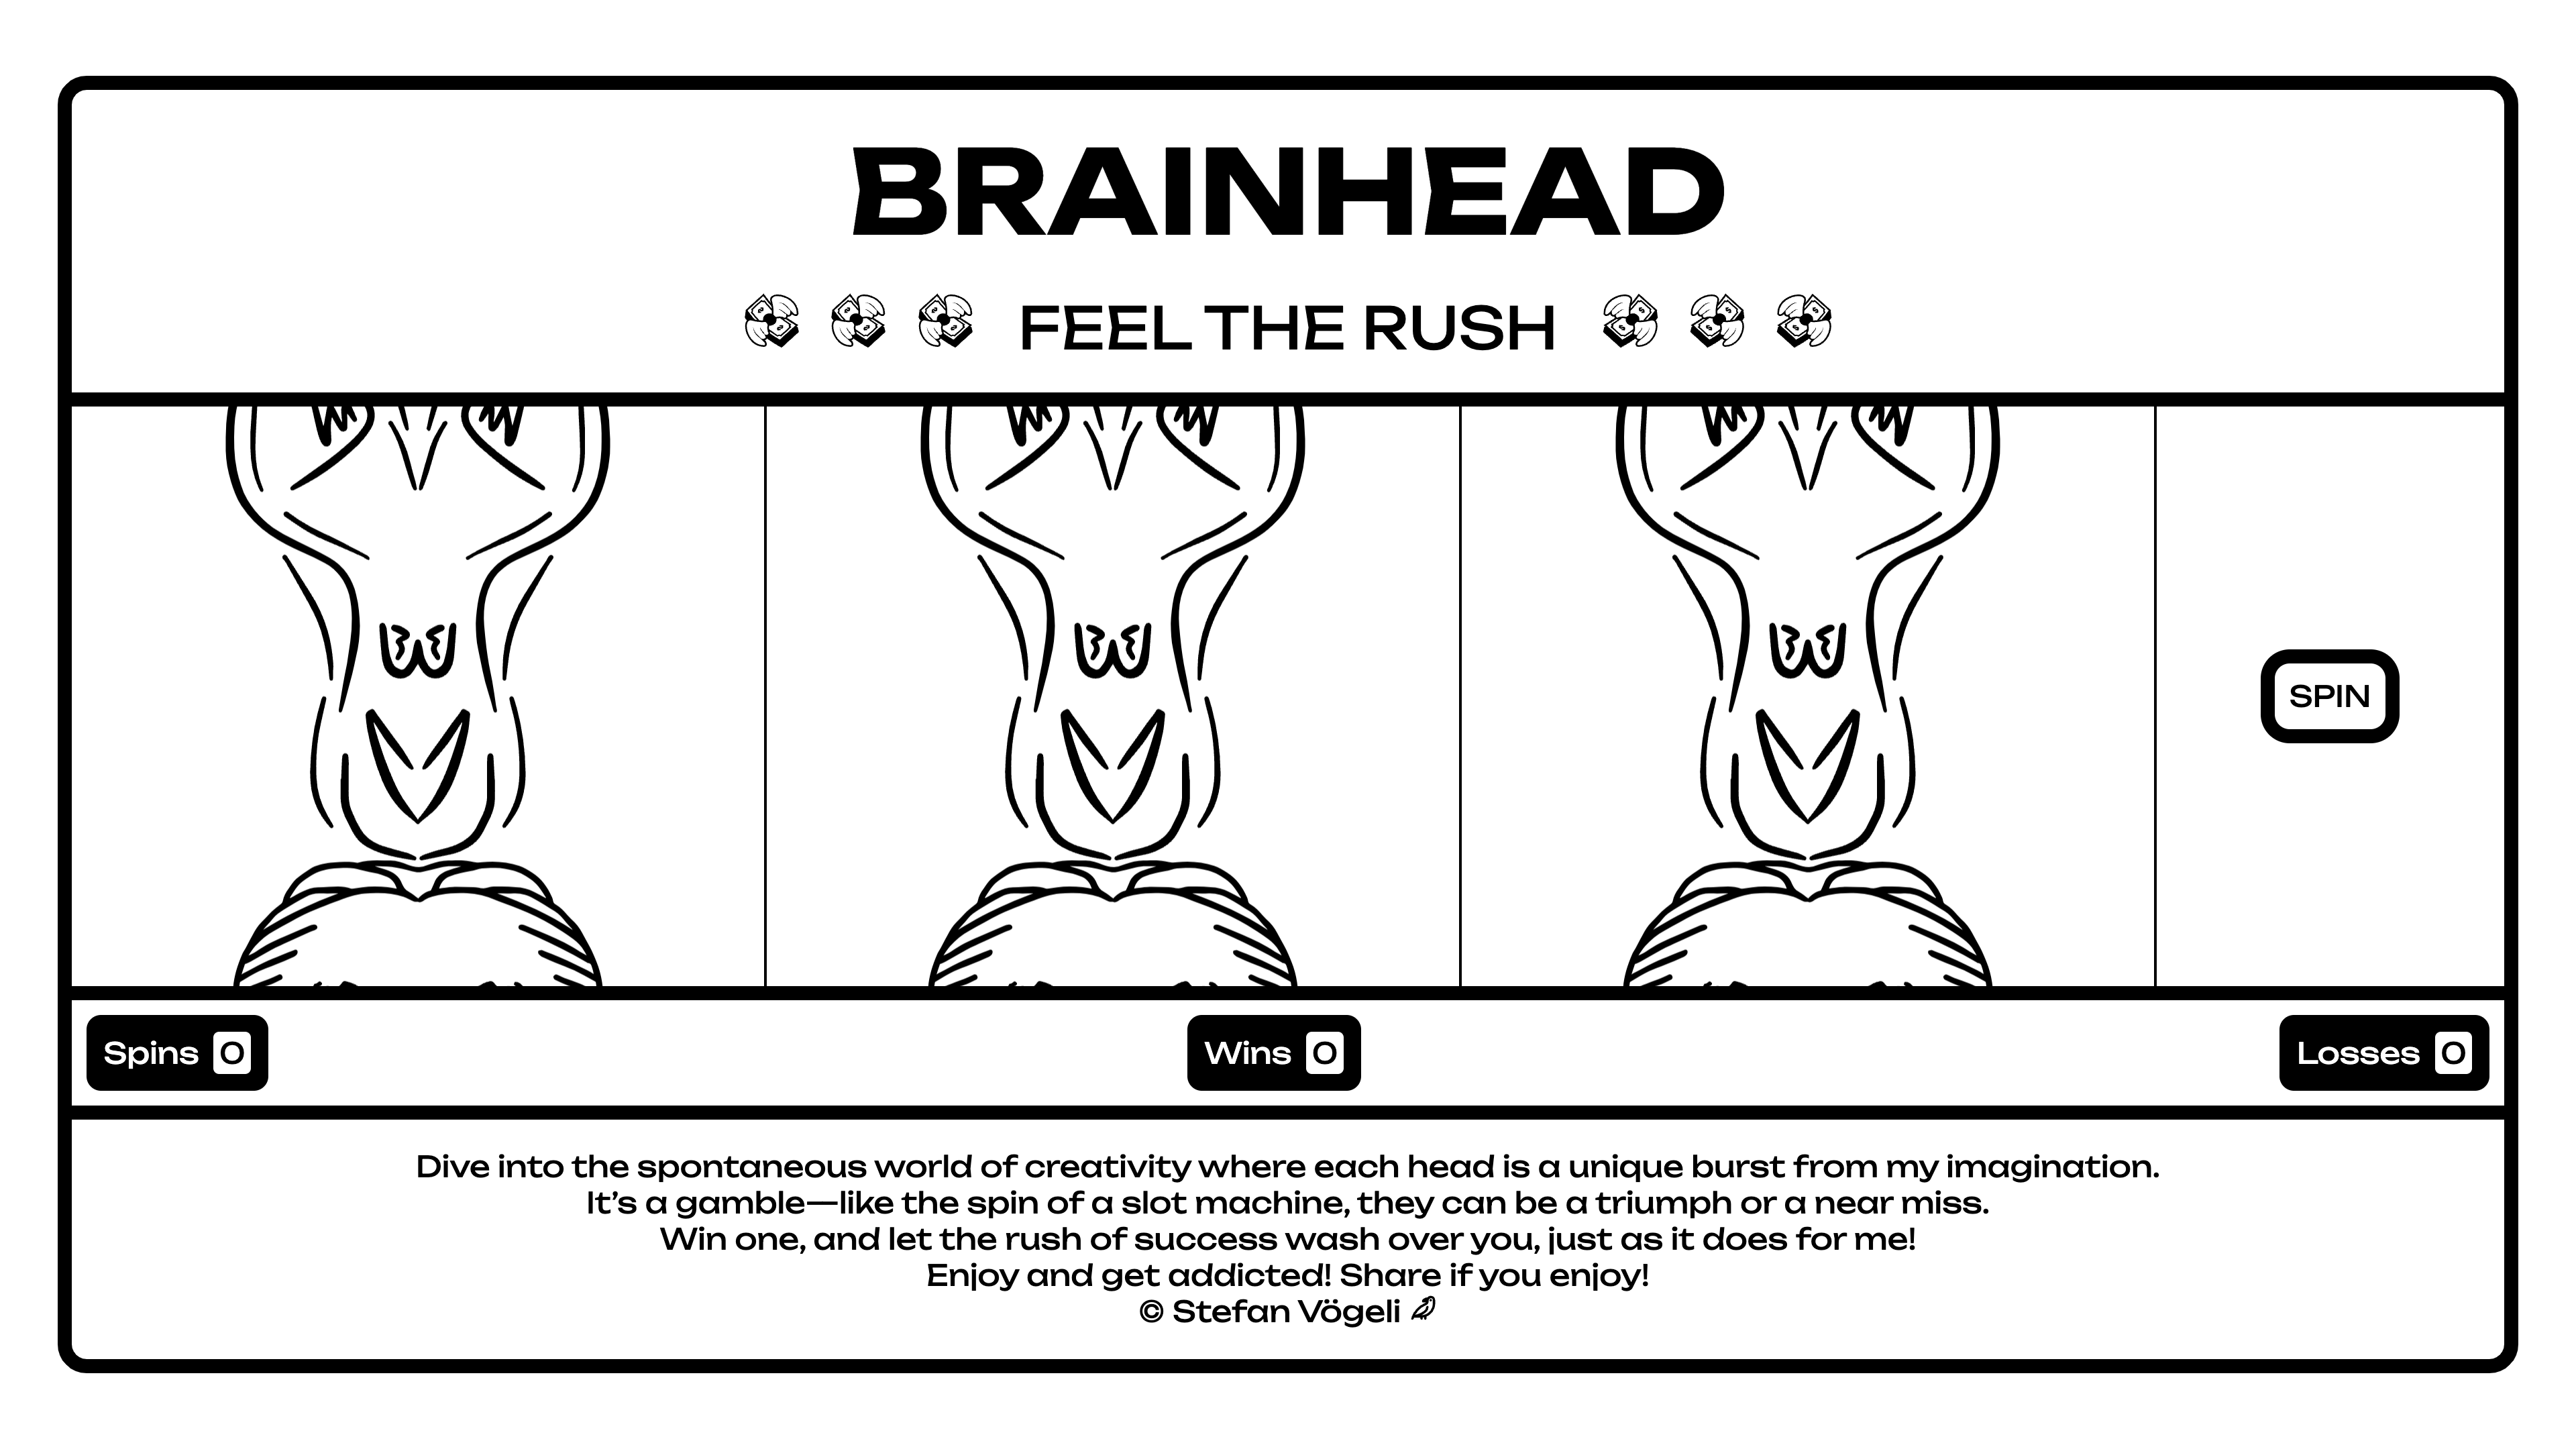 BRAINHEAD
FEEL THE RUSH
SPIN
Spins 0
Wins 0
Losses 0
Dive into the spontaneous world of creativity where each head is a unique burst from my imagination.
It’s a gamble—like the spin of a slot machine, they can be a triumph or a near miss.
Win one, and let the rush of success wash over you, just as it does for me!
Enjoy and get addicted! Share if you enjoy!
© Stefan Vögeli